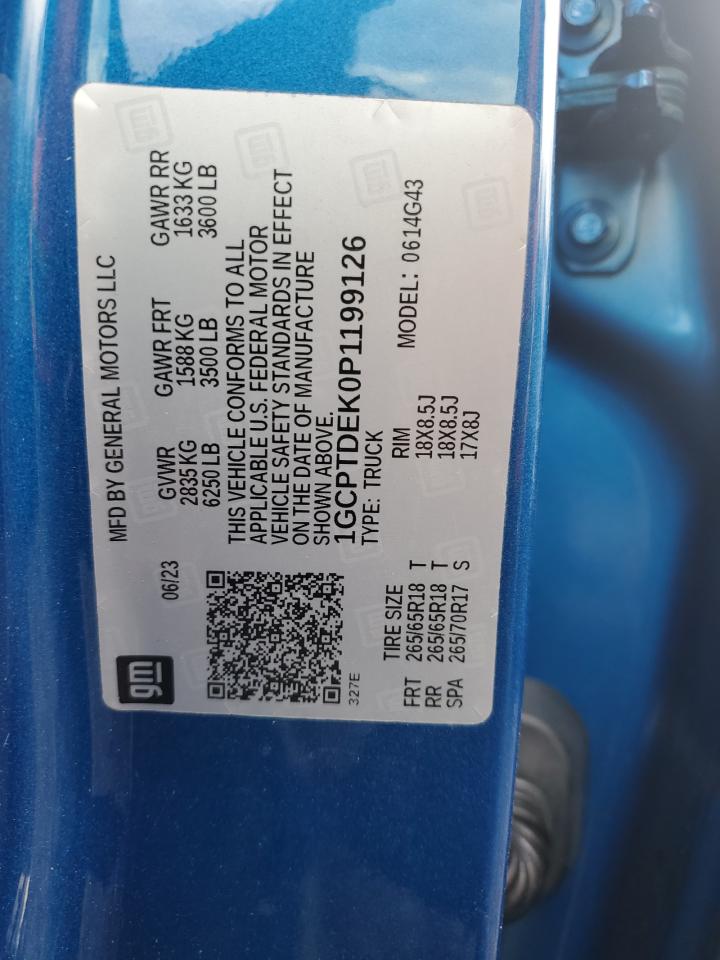 gm
MFD BY GENERAL MOTORS LLC
06/23
GVWR GAWR FRT GAWR RR
2835 KG 1588 KG 1633 KG
6250 LB 3500 LB 3600 LB
THIS VEHICLE CONFORMS TO ALL
APPLICABLE U.S. FEDERAL MOTOR
VEHICLE SAFETY STANDARDS IN EFFECT
ON THE DATE OF MANUFACTURE
SHOWN ABOVE.
1GCPTDEK0P1199126
TYPE: TRUCK
327E
MODEL: 0614G43
TIRE SIZE RIM
FRT 265/65R18 T 18X8.5J
RR 265/65R18 T 18X8.5J
SPA 265/70R17 S 17X8J